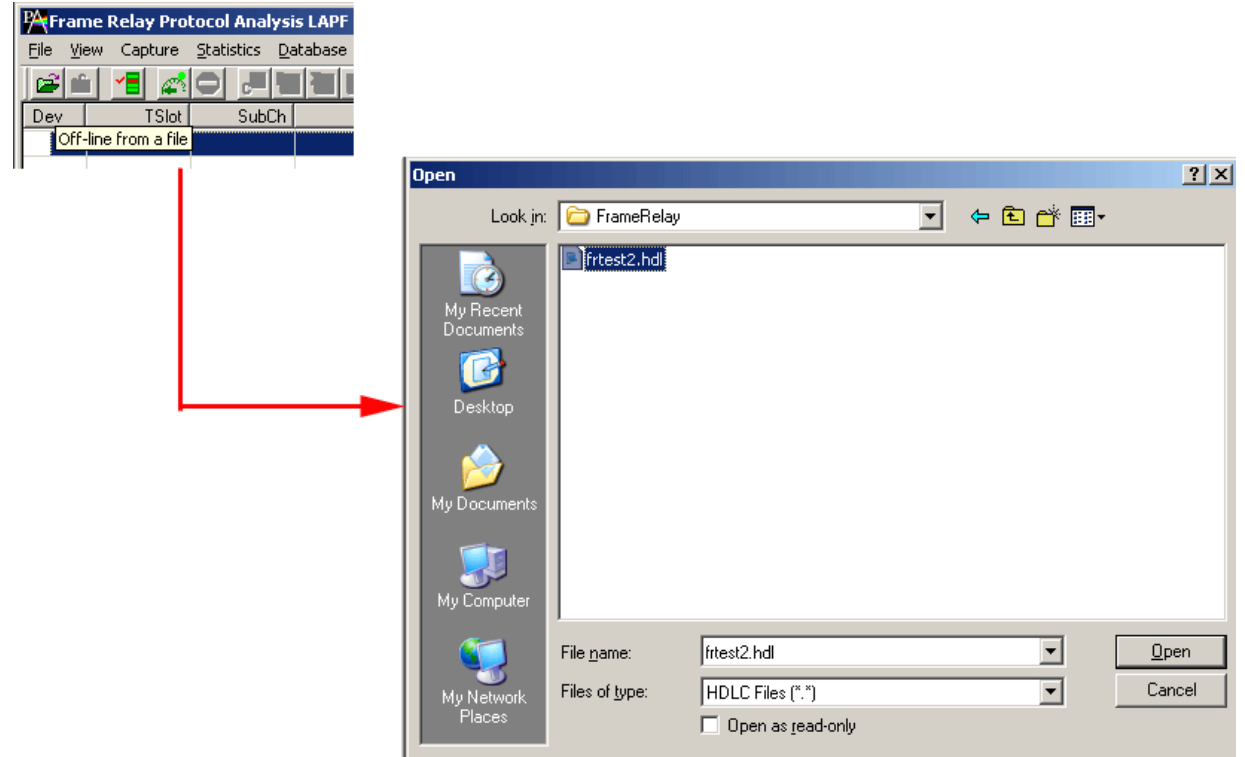 PA Frame Relay Protocol Analysis LAPF
File View Capture Statistics Database
Dev TSlot SubCh
Off-line from a file
Open
Look in: FrameRelay
frtest2.hdl
My Recent
Documents
Desktop
My Documents
My Computer
My Network
Places
File name: frtest2.hdl Open
Files of type: HDLC Files (*.*) Cancel
Open as read-only